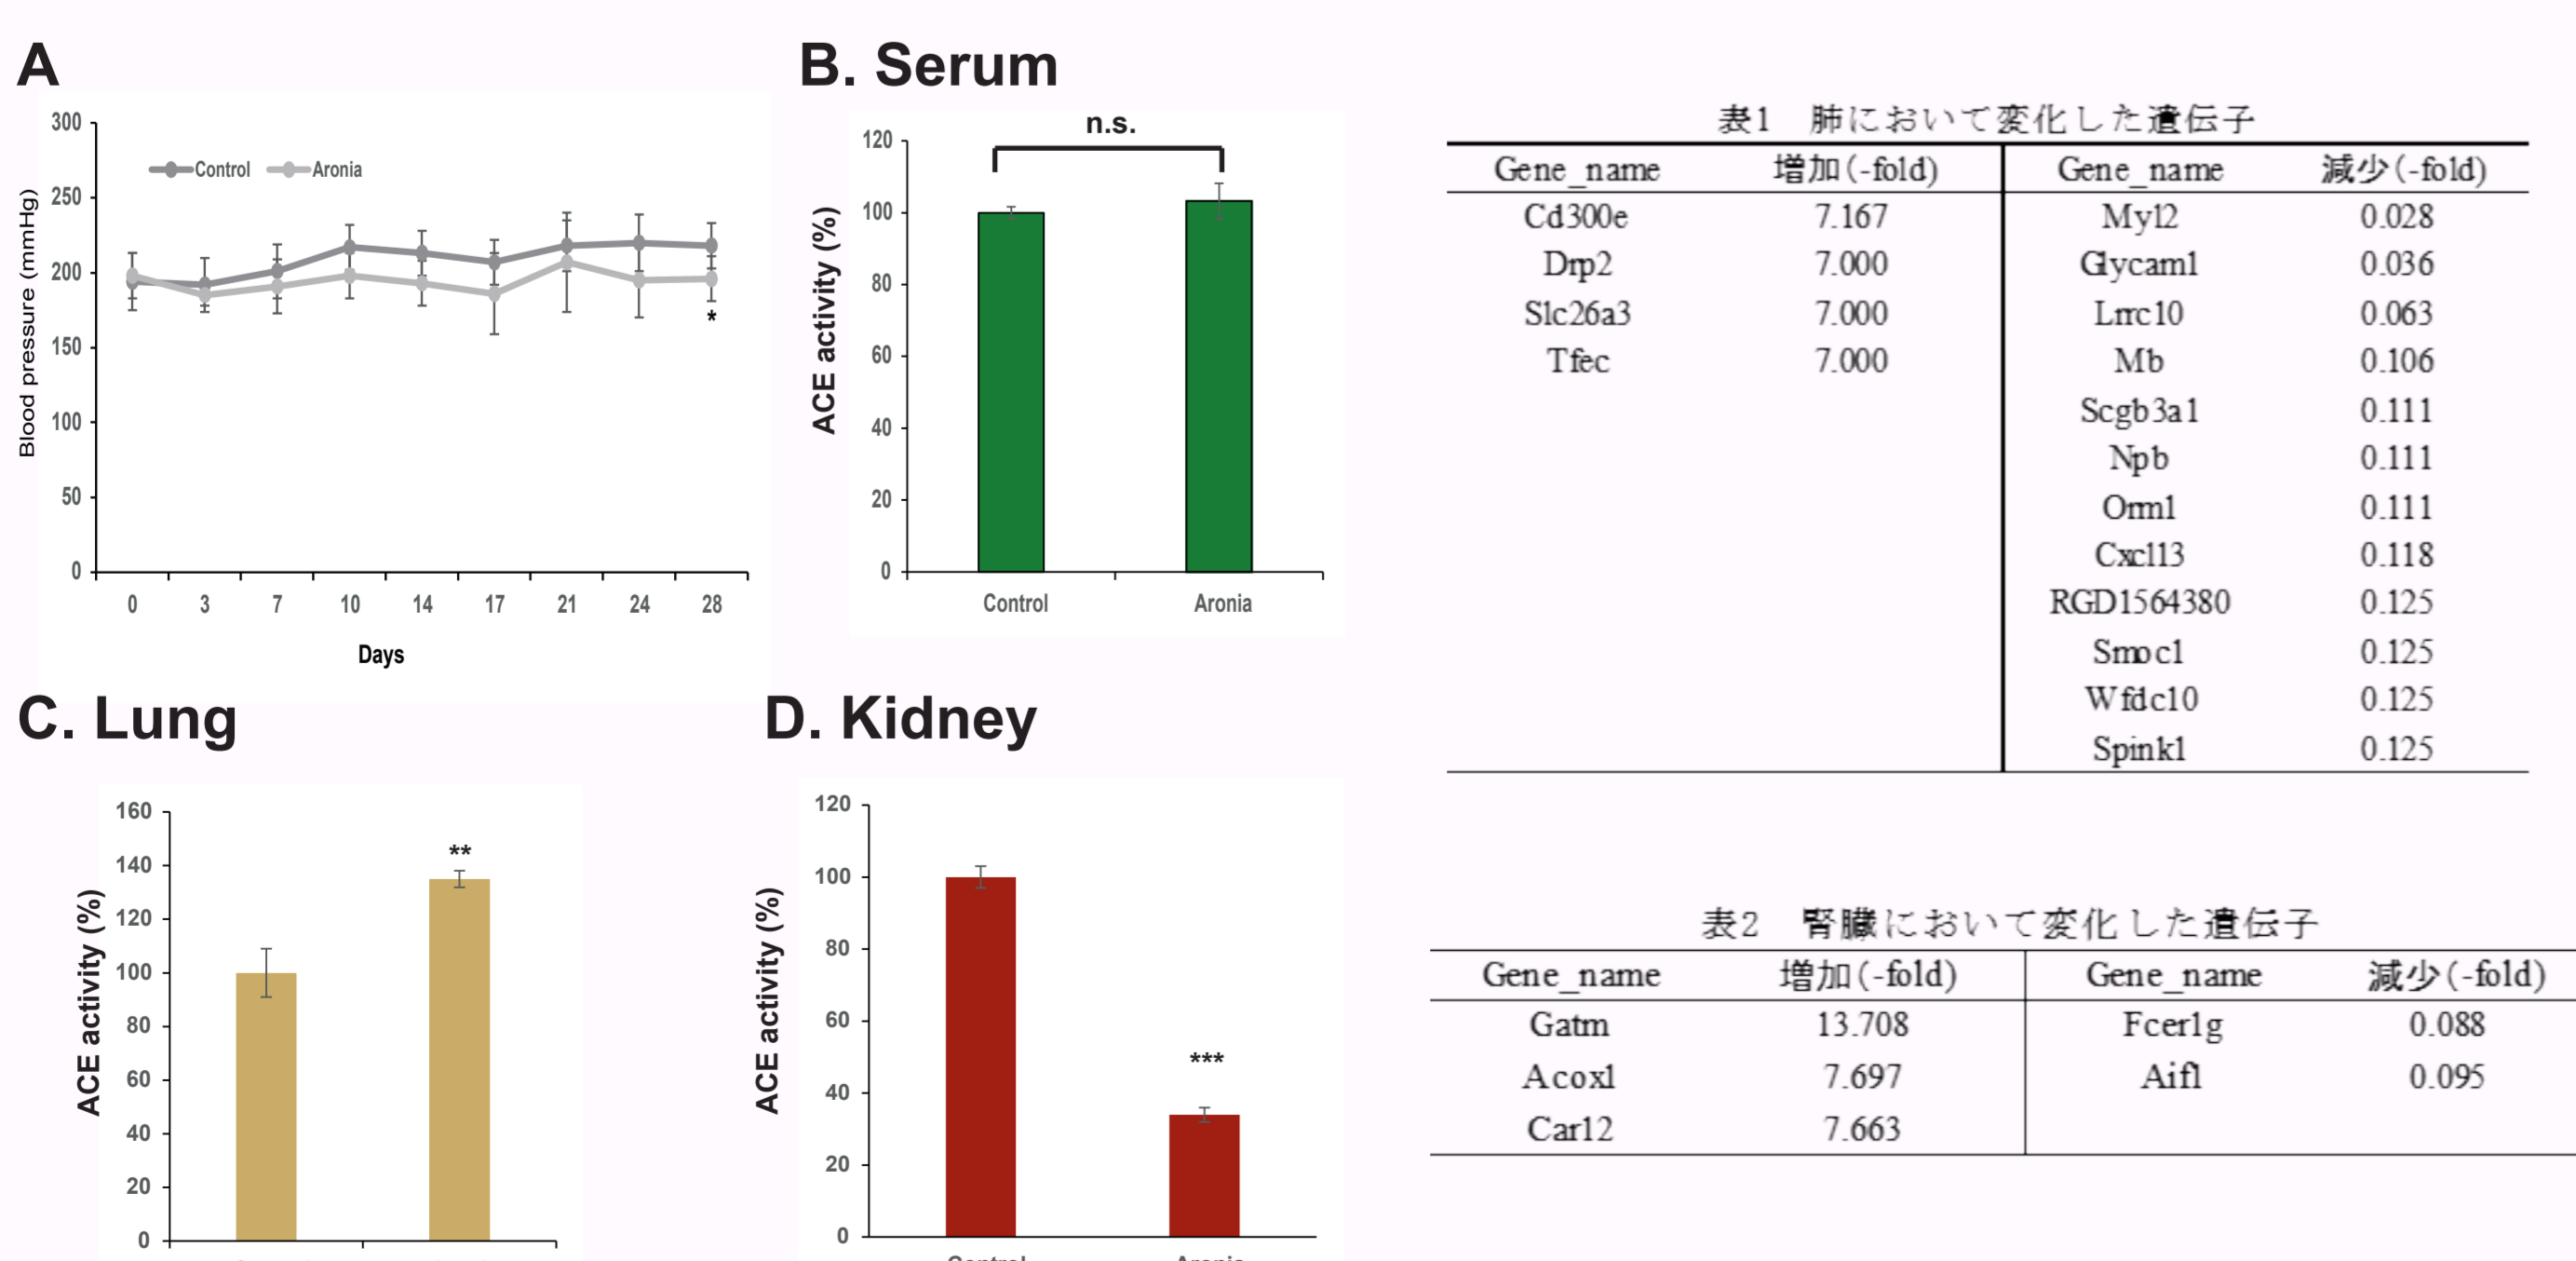 A
300
250
200
150
100
50
0
Control Aronia
Blood pressure (mmHg)
*
0 3 7 10 14 17 21 24 28
Days
B. Serum
n.s.
120
100
80
60
40
20
0
ACE activity (%)
Control Aronia
C. Lung
160
140
120
100
80
60
40
20
0
ACE activity (%)
**
D. Kidney
120
100
80
60
40
20
0
ACE activity (%)
***
Control Aronia
表1 肺において変化した遺伝子
Gene_name 増加(-fold) Gene_name 減少(-fold)
Cd300e 7.167 Myl2 0.028
Drp2 7.000 Glycam1 0.036
Slc26a3 7.000 Lrrc10 0.063
Tfec 7.000 Mb 0.106
Scgb3a1 0.111
Npb 0.111
Orm1 0.111
Cxcl13 0.118
RGD1564380 0.125
Smoc1 0.125
Wfdc10 0.125
Spink1 0.125
表2 腎臓において変化した遺伝子
Gene_name 増加(-fold) Gene_name 減少(-fold)
Gatm 13.708 Fcer1g 0.088
Acox1 7.697 Aif1 0.095
Car12 7.663